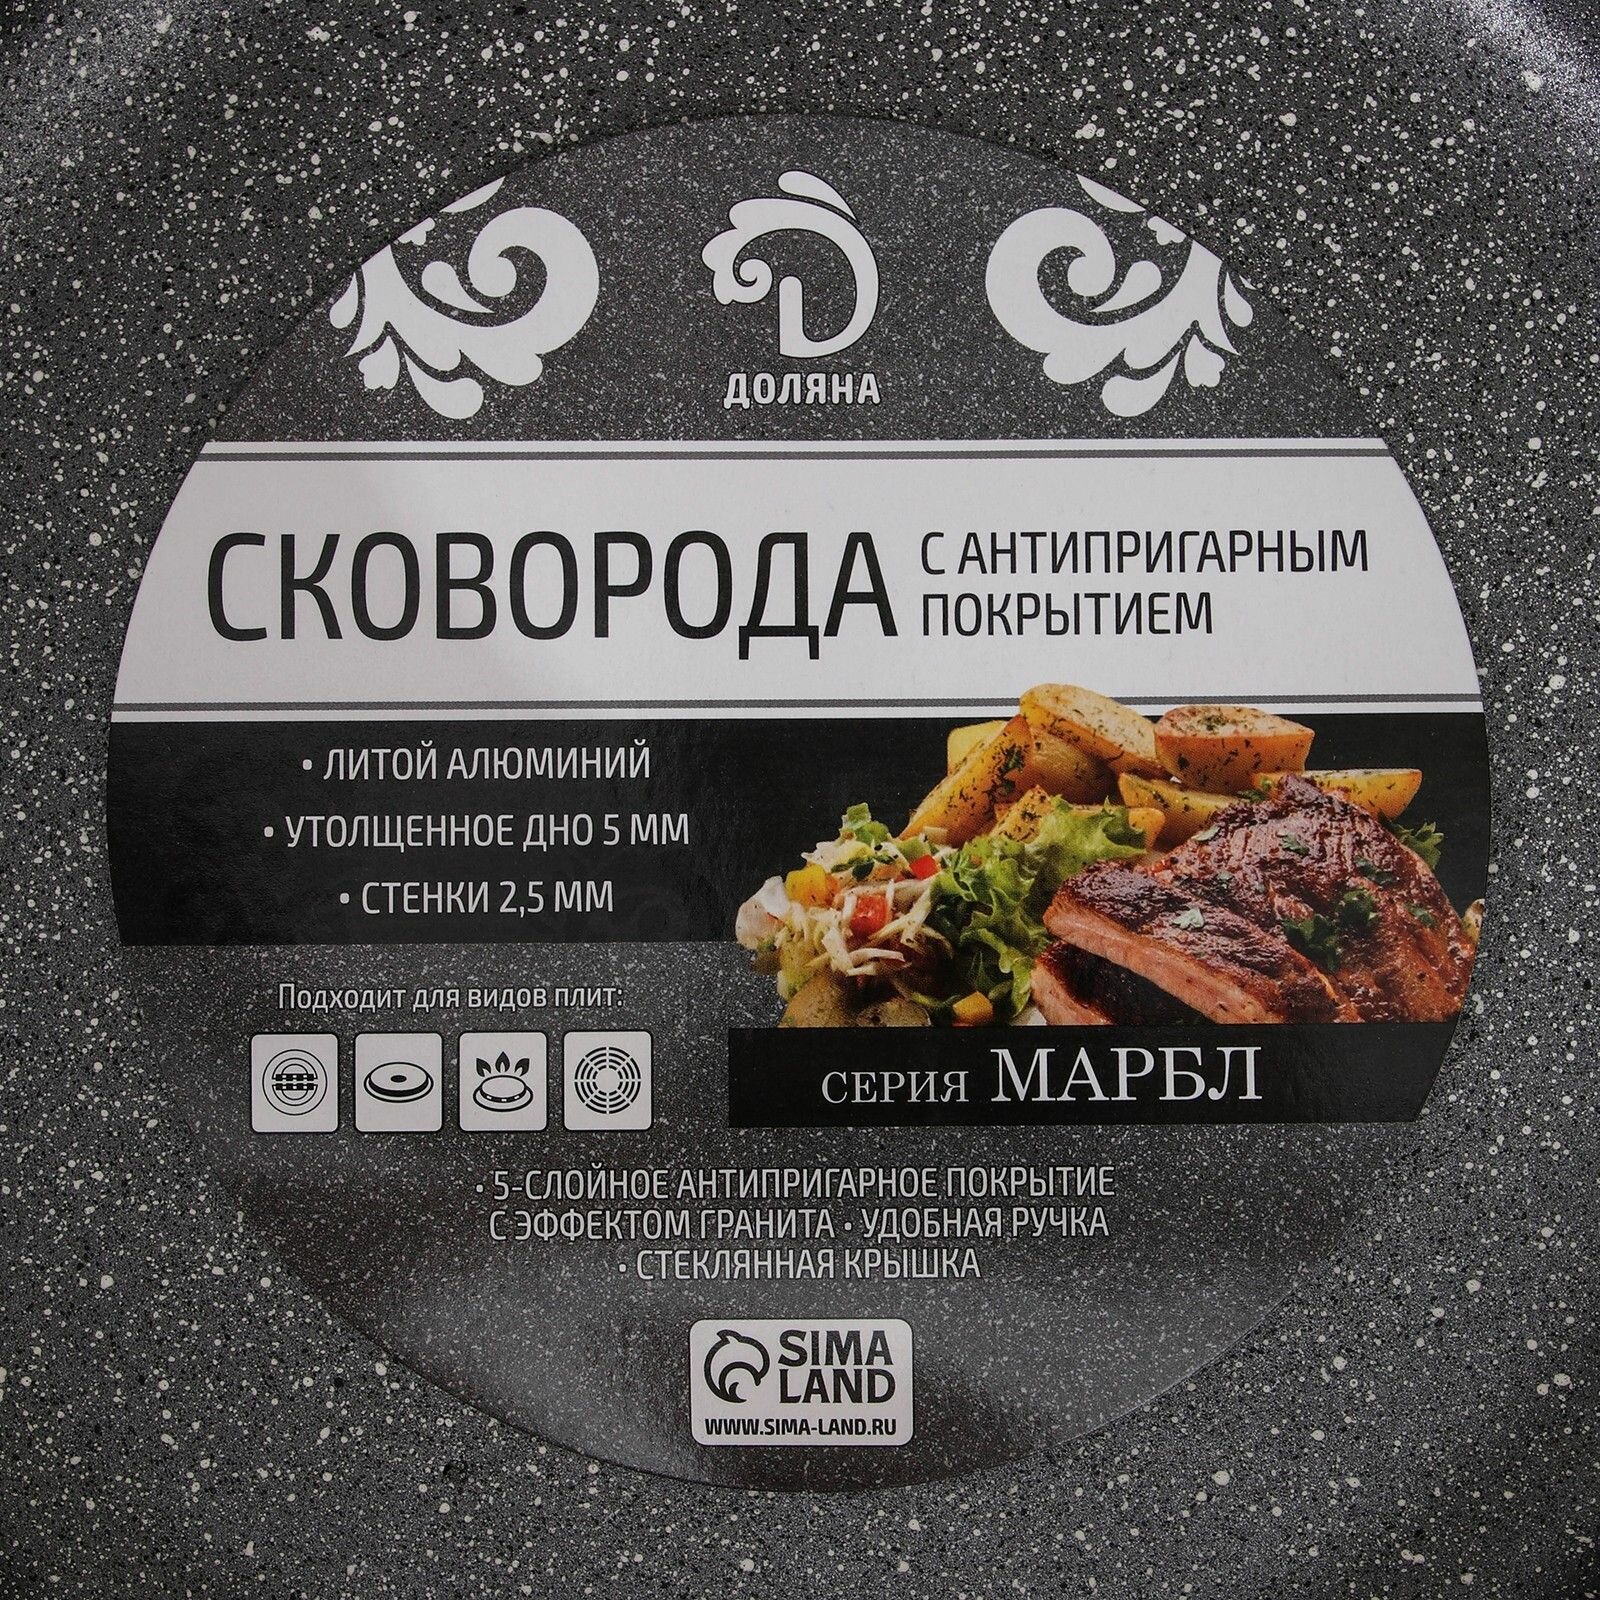 ДОЛЯНА
СКОВОРОДА С АНТИПРИГАРНЫМ
ПОКРЫТИЕМ
• ЛИТОЙ АЛЮМИНИЙ
• УТОЛЩЕННОЕ ДНО 5 ММ
• СТЕНКИ 2,5 ММ
Подходит для видов плит:
СЕРИЯ МАРБЛ
• 5-СЛОЙНОЕ АНТИПРИГАРНОЕ ПОКРЫТИЕ
С ЭФФЕКТОМ ГРАНИТА • УДОБНАЯ РУЧКА
• СТЕКЛЯННАЯ КРЫШКА
SIMA
LAND
WWW.SIMA-LAND.RU